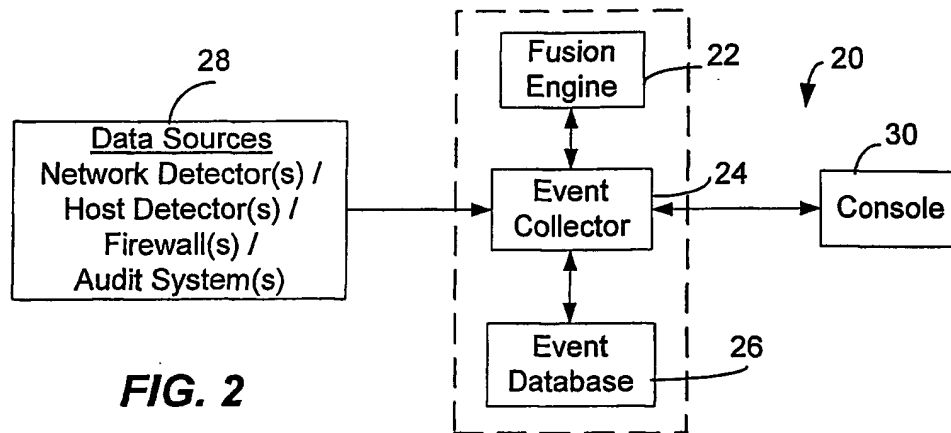 28
Data Sources
Network Detector(s) /
Host Detector(s) /
Firewall(s) /
Audit System(s)
Fusion
Engine
22
Event
Collector
24
Event
Database
26
20
30
Console
FIG. 2